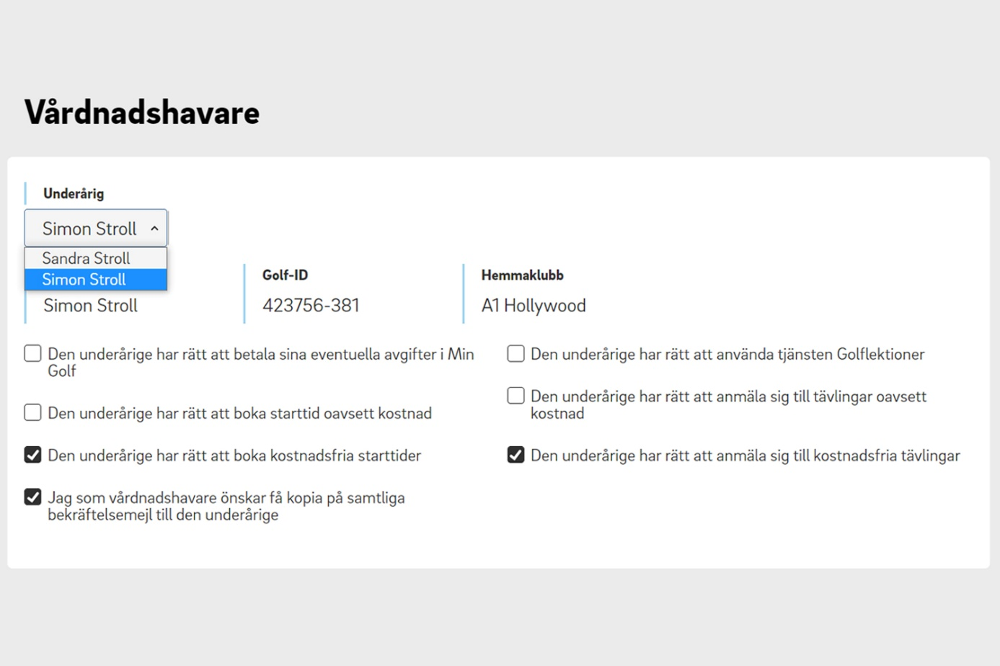 Vårdnadshavare
Underårig
Simon Stroll
Sandra Stroll
Simon Stroll
Simon Stroll
Golf-ID
423756-381
Hemmaklubb
A1 Hollywood
Den underårige har rätt att betala sina eventuella avgifter i Min
Golf
Den underårige har rätt att boka starttid oavsett kostnad
Den underårige har rätt att boka kostnadsfria starttider
Jag som vårdnadshavare önskar få kopia på samtliga
bekräftelsemejl till den underårige
Den underårige har rätt att använda tjänsten Golflektioner
Den underårige har rätt att anmäla sig till tävlingar oavsett
kostnad
Den underårige har rätt att anmäla sig till kostnadsfria tävlingar